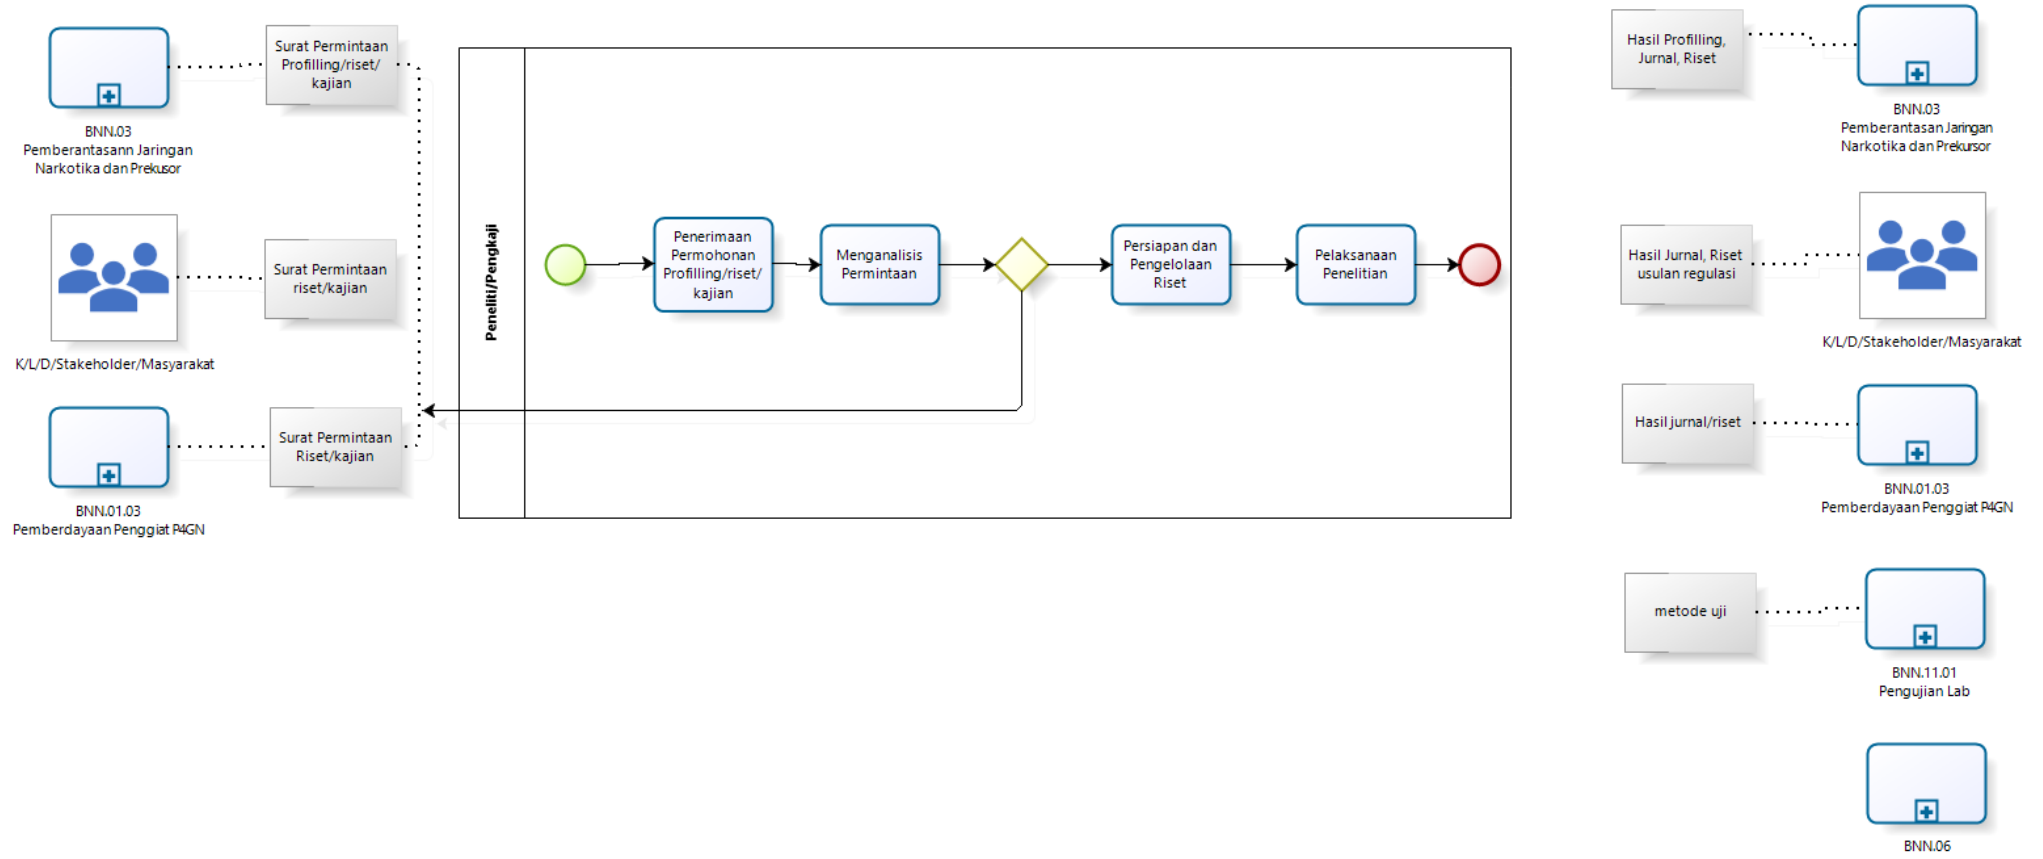 Surat Permintaan
Profilling/riset/
kajian
BNN.03
Pemberantasann Jaringan
Narkotika dan Prekusor
Surat Permintaan
riset/kajian
K/L/D/Stakeholder/Masyarakat
Surat Permintaan
Riset/kajian
BNN.01.03
Pemberdayaan Penggiat P4GN
Peneliti/Pengkaji
Penerimaan
Permohonan
Profilling/riset/
kajian
Menganalisis
Permintaan
Persiapan dan
Pengelolaan
Riset
Pelaksanaan
Penelitian
Hasil Profilling,
Jurnal, Riset
BNN.03
Pemberantasan Jaringan
Narkotika dan Prekursor
Hasil Jurnal, Riset
usulan regulasi
K/L/D/Stakeholder/Masyarakat
Hasil jurnal/riset
BNN.01.03
Pemberdayaan Penggiat P4GN
metode uji
BNN.11.01
Pengujian Lab
BNN.06